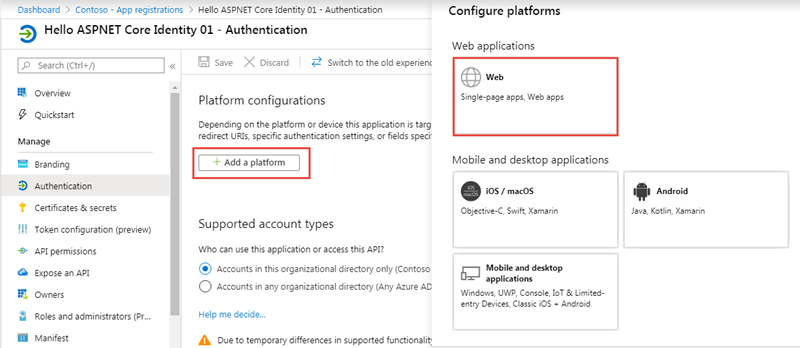 Dashboard > Contoso - App registrations > Hello ASPNET Core Identity 01 - Authentication
Hello ASPNET Core Identity 01 - Authentication
Search (Ctrl+/)
«
Overview
Quickstart
Manage
Branding
Authentication
Certificates & secrets
Token configuration (preview)
API permissions
Expose an API
Owners
Roles and administrators (Pr...
Manifest
Save
Discard
Switch to the old experienc
Platform configurations
Depending on the platform or device this application is targ
redirect URIs, specific authentication settings, or fields specif
+ Add a platform
Supported account types
Who can use this application or access this API?
Accounts in this organizational directory only (Contoso
Accounts in any organizational directory (Any Azure AD
Help me decide...
Due to temporary differences in supported functionality
Configure platforms
Web applications
Web
Single-page apps, Web apps
Mobile and desktop applications
iOS
macOS
iOS / macOS
Objective-C, Swift, Xamarin
Android
Java, Kotlin, Xamarin
Mobile and desktop
applications
Windows, UWP, Console, IoT & Limited-
entry Devices, Classic iOS + Android